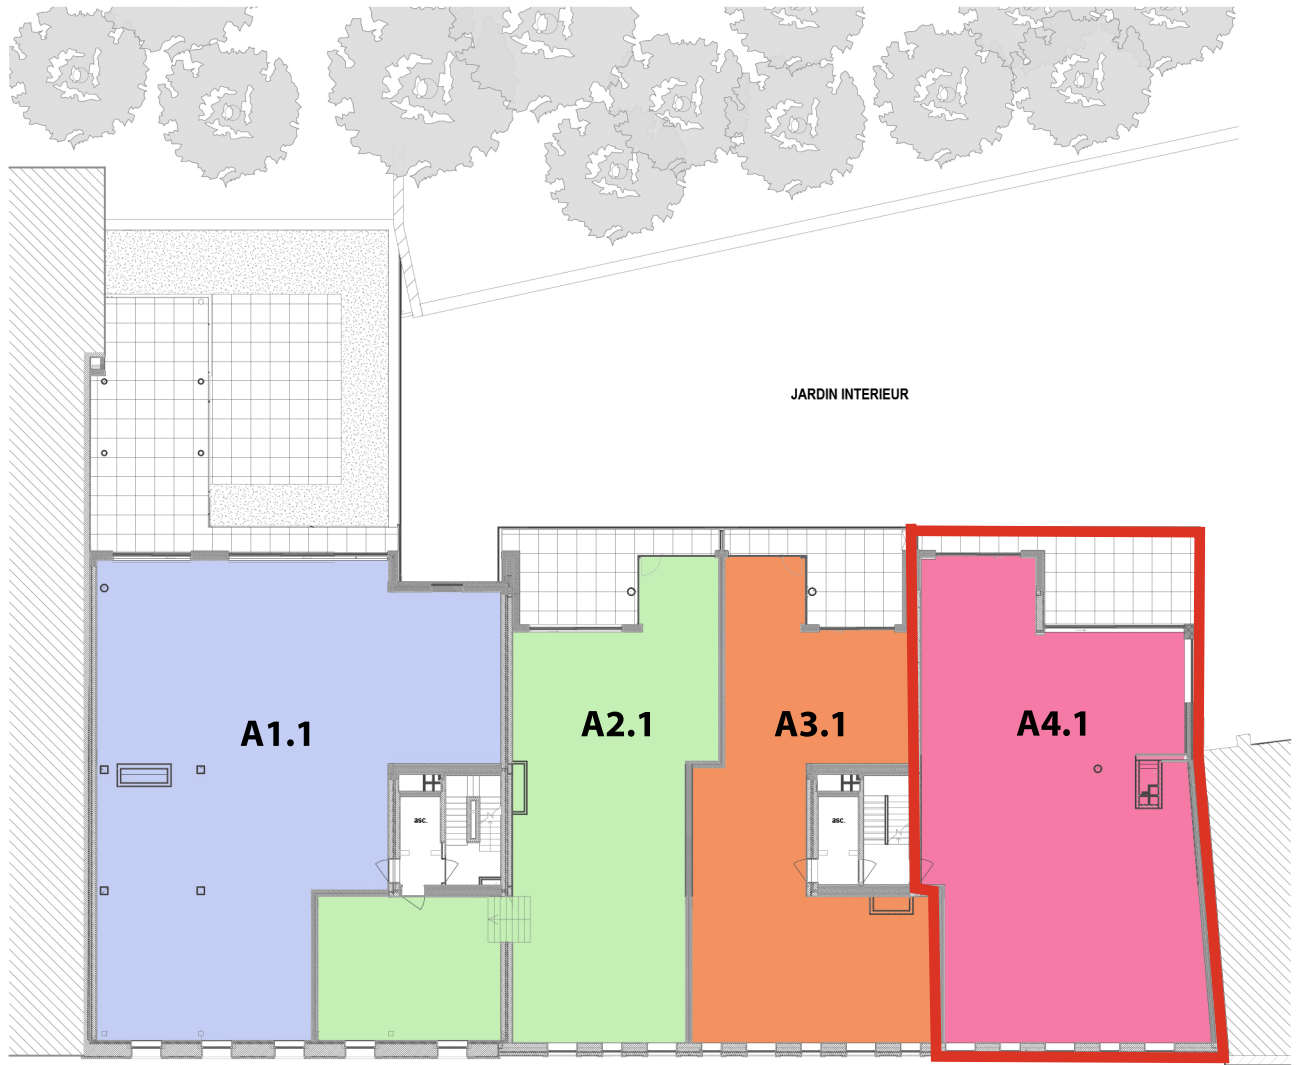 JARDIN INTERIEUR
A1.1
A2.1
A3.1
A4.1
asc.
asc.